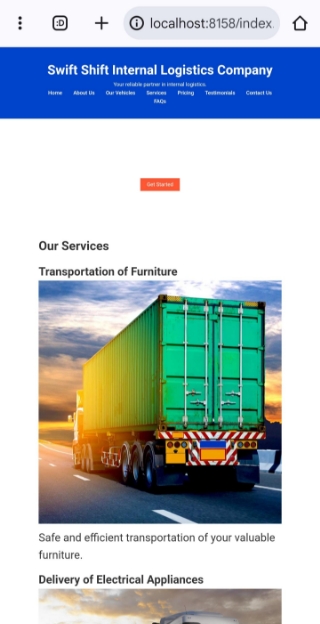 :D
localhost:8158/index.
Swift Shift Internal Logistics Company
Your reliable partner in internal logistics.
Home About Us Our Vehicles Services Pricing Testimonials Contact Us
FAQs
Get Started
Our Services
Transportation of Furniture
Safe and efficient transportation of your valuable
furniture.
Delivery of Electrical Appliances